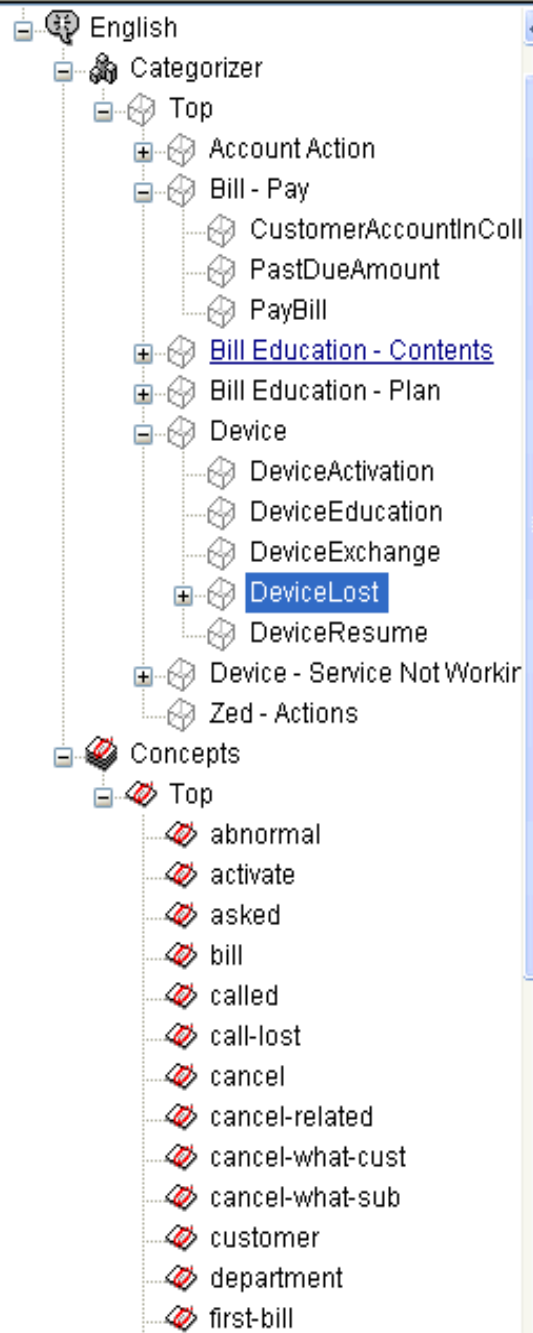 English
Categorizer
Top
Account Action
Bill - Pay
CustomerAccountInColl
PastDueAmount
PayBill
Bill Education - Contents
Bill Education - Plan
Device
DeviceActivation
DeviceEducation
DeviceExchange
DeviceLost
DeviceResume
Device - Service Not Workin
Zed - Actions
Concepts
Top
abnormal
activate
asked
bill
called
call-lost
cancel
cancel-related
cancel-what-cust
cancel-what-sub
customer
department
first-bill